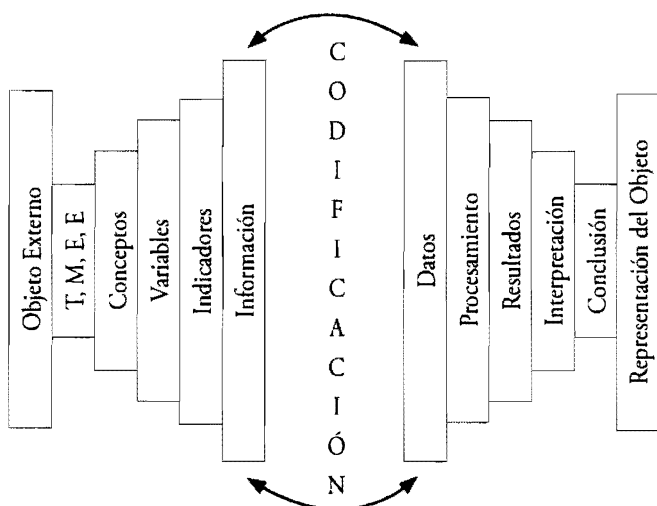 Objeto Externo
T, M, E, E
Conceptos
Variables
Indicadores
Información
CODIFICACIÓN
Datos
Procesamiento
Resultados
Interpretación
Conclusión
Representación del Objeto